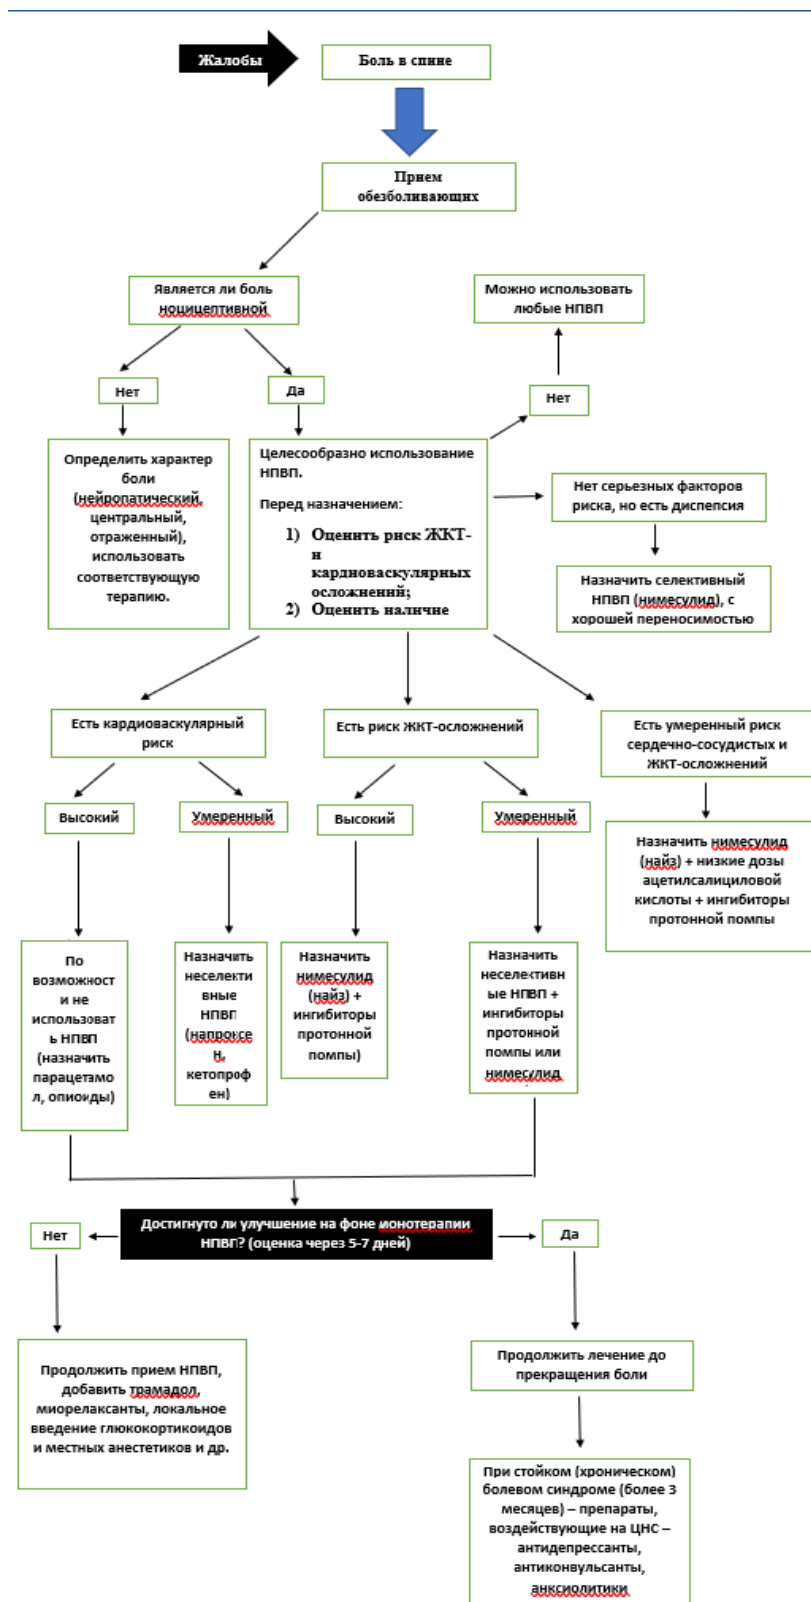 Жалобы
Боль в спине
Прием
обезболивающих
Является ли боль
ноцицептивной
Можно использовать
любые НПВП
Нет
Да
Нет
Определить характер
боли
(нейропатический,
центральный,
отраженный),
использовать
соответствующую
терапию.
Целесообразно использование
НПВП.
Перед назначением:
1) Оценить риск ЖКТ-
и
кардиоваскулярных
осложнений;
2) Оценить наличие
Нет серьезных факторов
риска, но есть диспепсия
Назначить селективный
НПВП (нимесулид), с
хорошей переносимостью
Есть кардиоваскулярный
риск
Есть риск ЖКТ-осложнений
Есть умеренный риск
сердечно-сосудистых и
ЖКТ-осложнений
Высокий
Умеренный
Высокий
Умеренный
Назначить нимесулид
(найз) + низкие дозы
ацетилсалициловой
кислоты + ингибиторы
протонной помпы
По
возможност
и не
использоват
ь НПВП
(назначить
парацетамо
л, опиоиды)
Назначить
неселекти
вные
НПВП
(напроксе
н,
кетопроф
ен)
Назначить
нимесулид
(найз) +
ингибиторы
протонной
помпы)
Назначить
неселективн
ые НПВП +
ингибиторы
протонной
помпы или
нимесулид
Достигнуто ли улучшение на фоне монотерапии
НПВП? (оценка через 5-7 дней)
Нет
Да
Продолжить прием НПВП,
добавить трамадол,
миорелаксанты, локальное
введение глюкокортикоидов
и местных анестетиков и др.
Продолжить лечение до
прекращения боли
При стойком (хроническом)
болевом синдроме (более 3
месяцев) – препараты,
воздействующие на ЦНС –
антидепрессанты,
антиконвульсанты,
анксиолитики